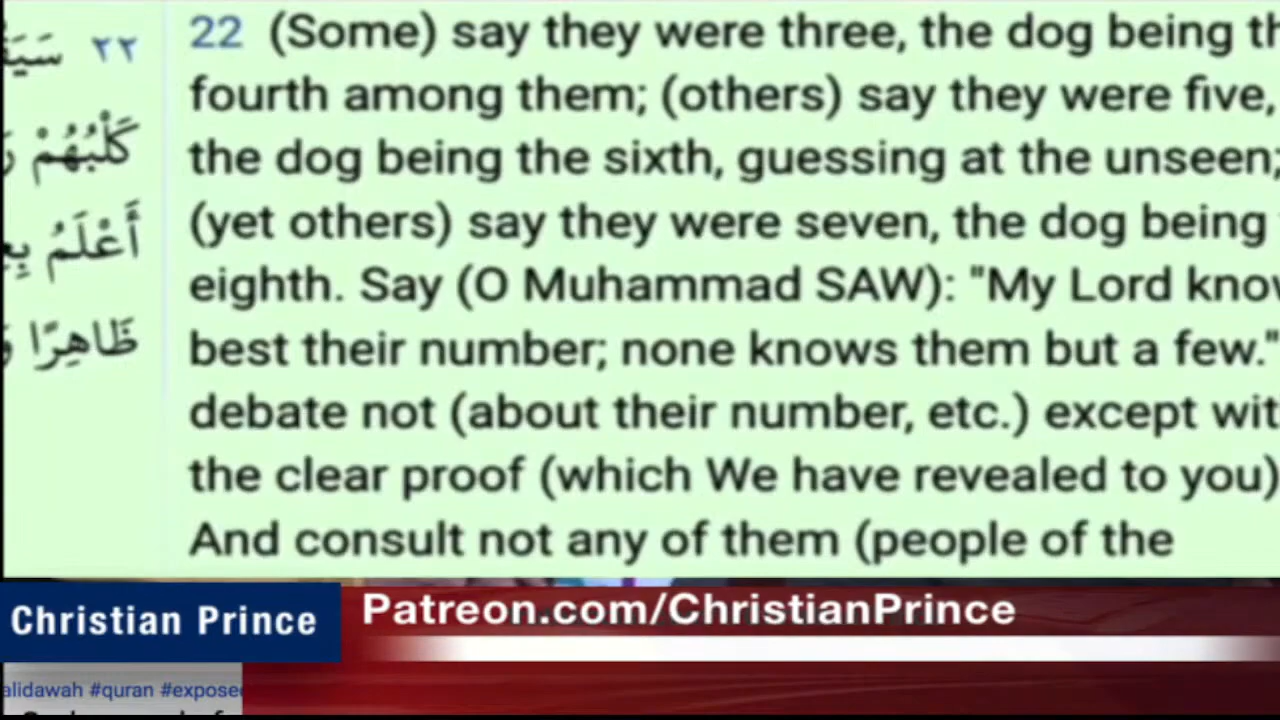 ٢٢
كَلْبُهُمْ
أَعْلَمُ
ظَاهِرًا
22 (Some) say they were three, the dog being
fourth among them; (others) say they were five,
the dog being the sixth, guessing at the unseen;
(yet others) say they were seven, the dog being
eighth. Say (O Muhammad SAW): "My Lord
best their number; none knows them but a few."
debate not (about their number, etc.) except
the clear proof (which We have revealed to you)
And consult not any of them (people of the
Christian Prince
Patreon.com/ChristianPrince
alidawah #quran #expose